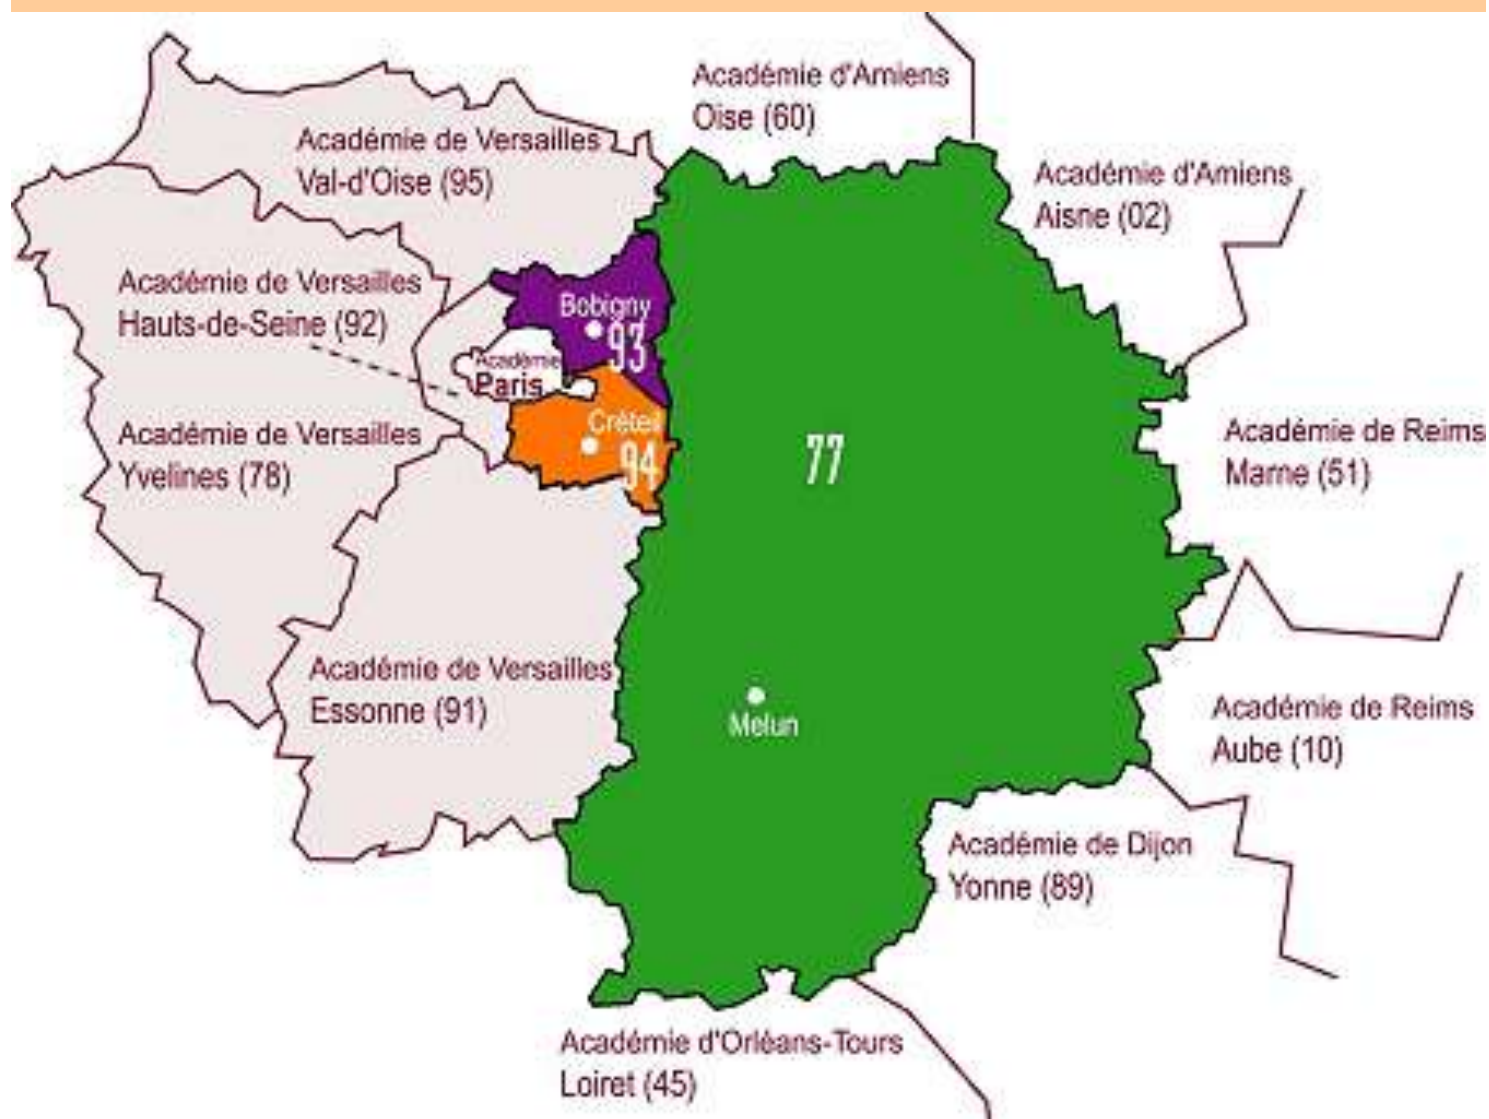 Académie d'Amiens
Oise (60)
Académie de Versailles
Val-d'Oise (95)
Académie d'Amiens
Aisne (02)
Académie de Versailles
Hauts-de-Seine (92)
Bobigny
93
Académie
Paris
Créteil
94
77
Académie de Versailles
Yvelines (78)
Académie de Reims
Marne (51)
Académie de Versailles
Essonne (91)
Melun
Académie de Reims
Aube (10)
Académie de Dijon
Yonne (89)
Académie d'Orléans-Tours
Loiret (45)